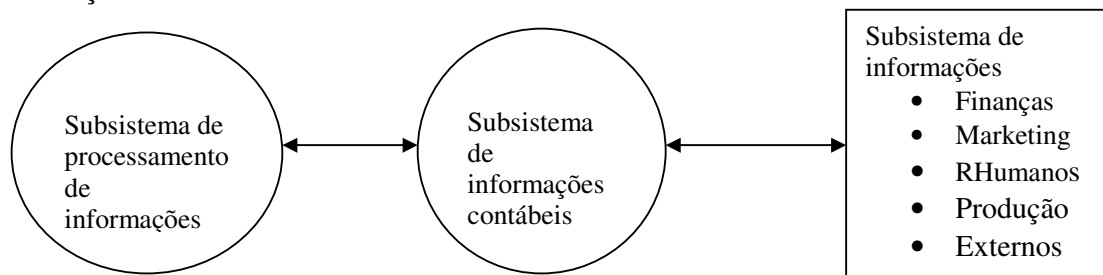 Subsistema de
processamento
de
informações
Subsistema
de
informações
contábeis
Subsistema de
informações
• Finanças
• Marketing
• RHumanos
• Produção
• Externos